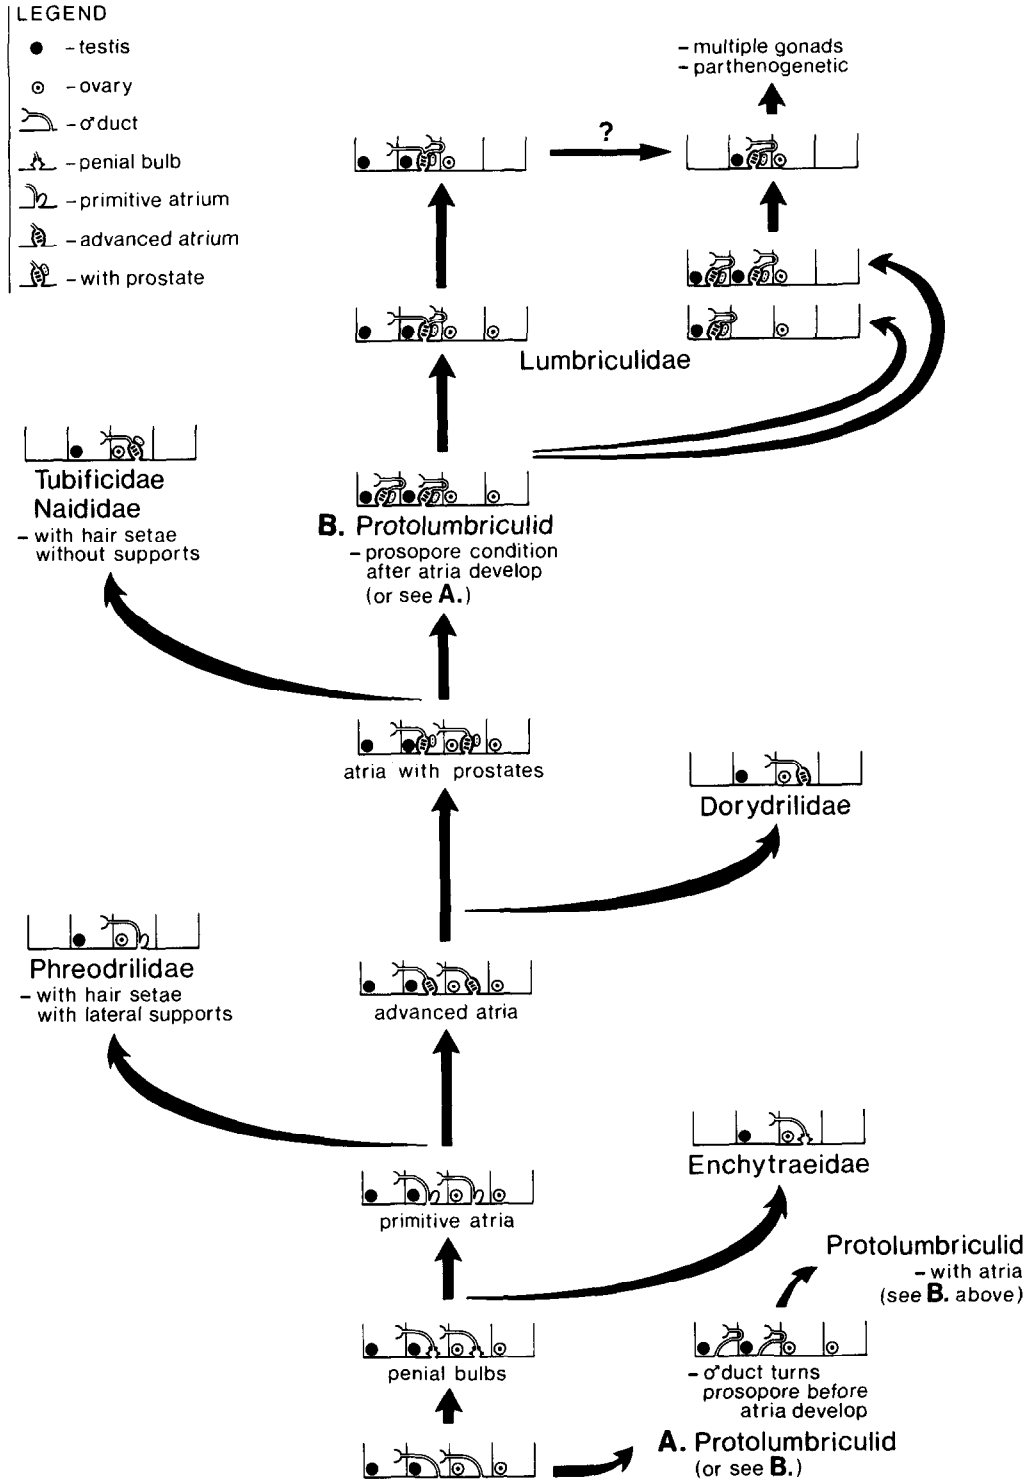 LEGEND
– testis
– ovary
– ♂ duct
– penial bulb
– primitive atrium
– advanced atrium
– with prostate
– multiple gonads
– parthenogenetic
?
Lumbriculidae
Tubificidae
Naididae
– with hair setae
without supports
B. Protolumbriculid
– prosopore condition
after atria develop
(or see A.)
atria with prostates
Dorydrilidae
Phreodrilidae
– with hair setae
with lateral supports
advanced atria
Enchytraeidae
primitive atria
Protolumbriculid
– with atria
(see B. above)
penial bulbs
– ♂ duct turns
prosopore before
atria develop
A. Protolumbriculid
(or see B.)